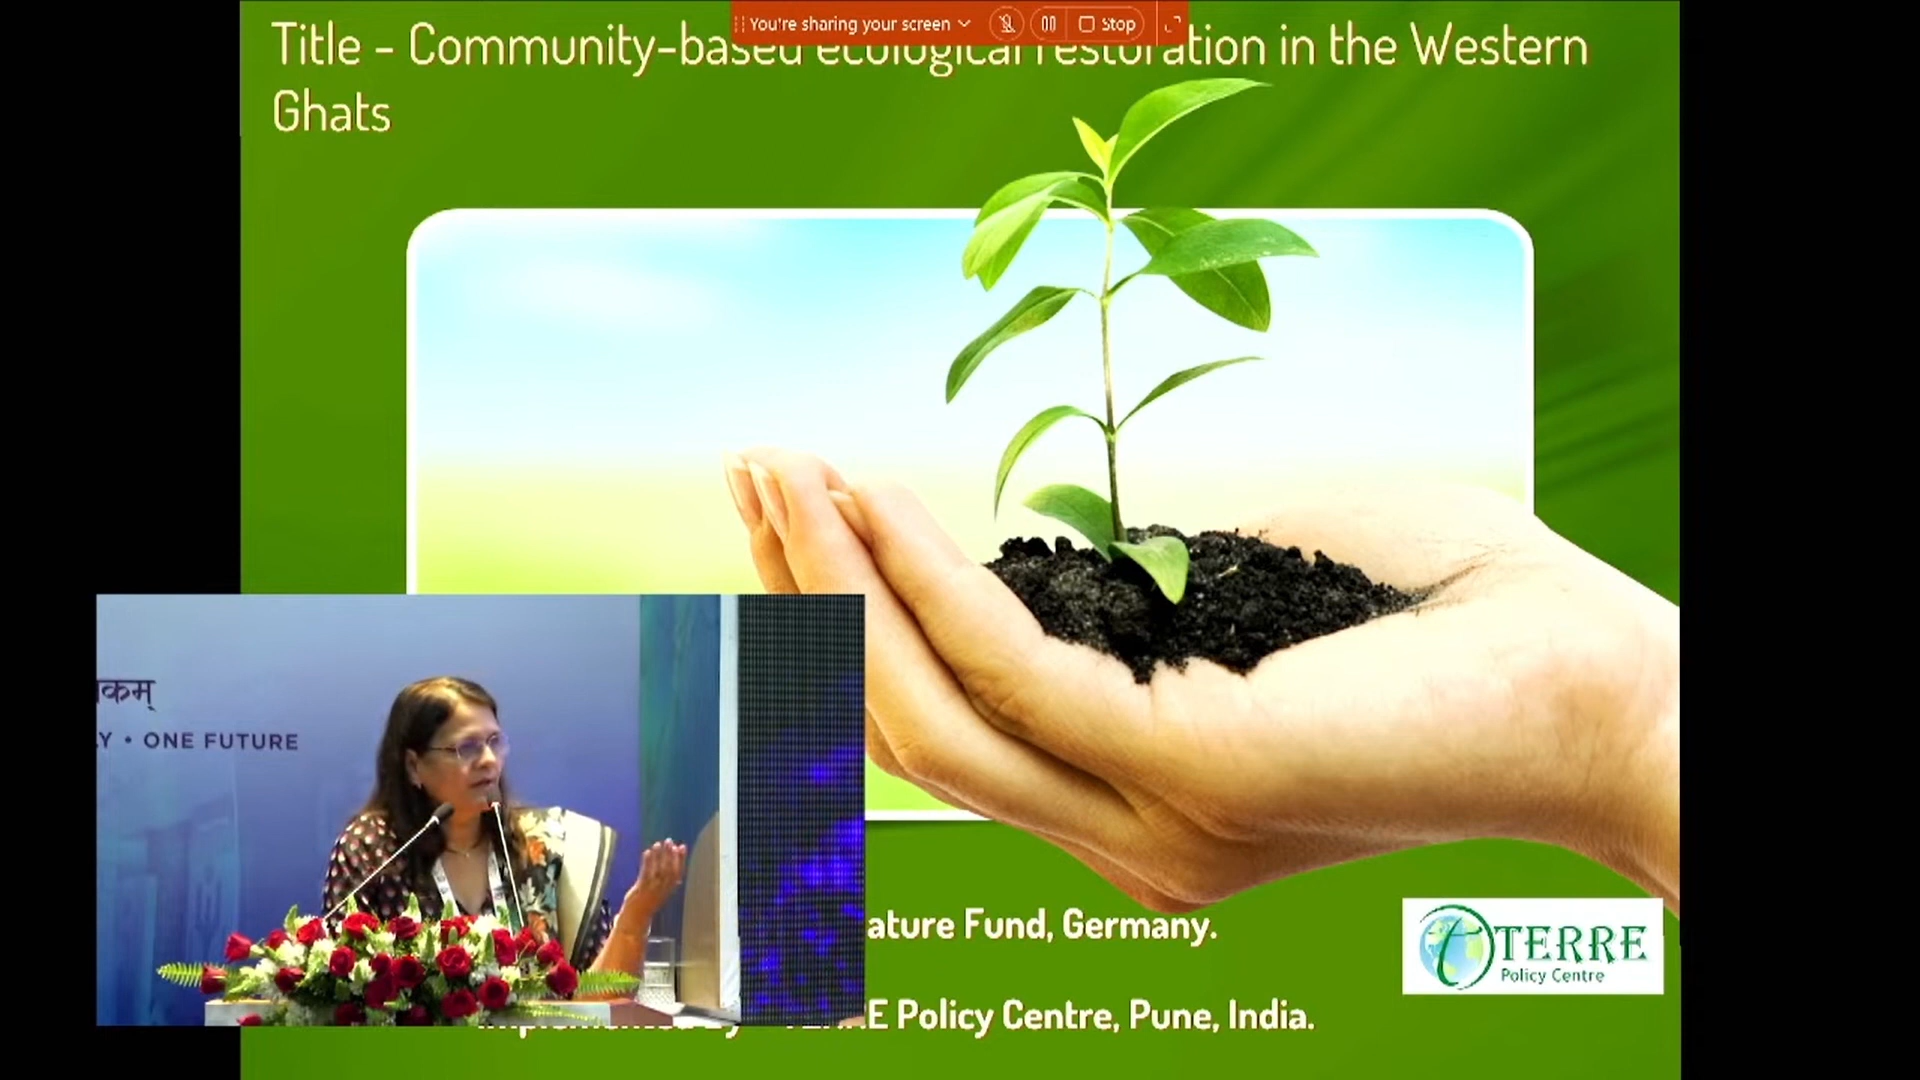 You're sharing your screen
Stop
Title - Community-based ecological restoration in the Western
Ghats
ONE FUTURE
ature Fund, Germany.
TERRE
Policy Centre
Policy Centre, Pune, India.